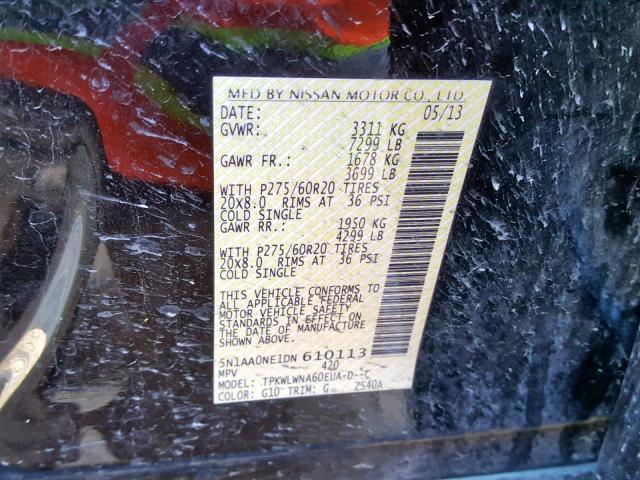 MFD BY NISSAN MOTOR CO., LTD.
DATE: 05/13
GVWR: 3311 KG
7299 LB
GAWR FR.: 1678 KG
3699 LB
WITH P275/60R20 TIRES
20X8.0 RIMS AT 36 PSI
COLD SINGLE
GAWR RR.: 1950 KG
4299 LB
WITH P275/60R20 TIRES
20X8.0 RIMS AT 36 PSI
COLD SINGLE
THIS VEHICLE CONFORMS TO
ALL APPLICABLE FEDERAL
MOTOR VEHICLE SAFETY
STANDARDS IN EFFECT ON
THE DATE OF MANUFACTURE
SHOWN ABOVE.
5N1AA0NE1DN 610113
MPV 420
MODEL: TPKWLWNA60EUA-D--C
COLOR: G10 TRIM: G ZS40A